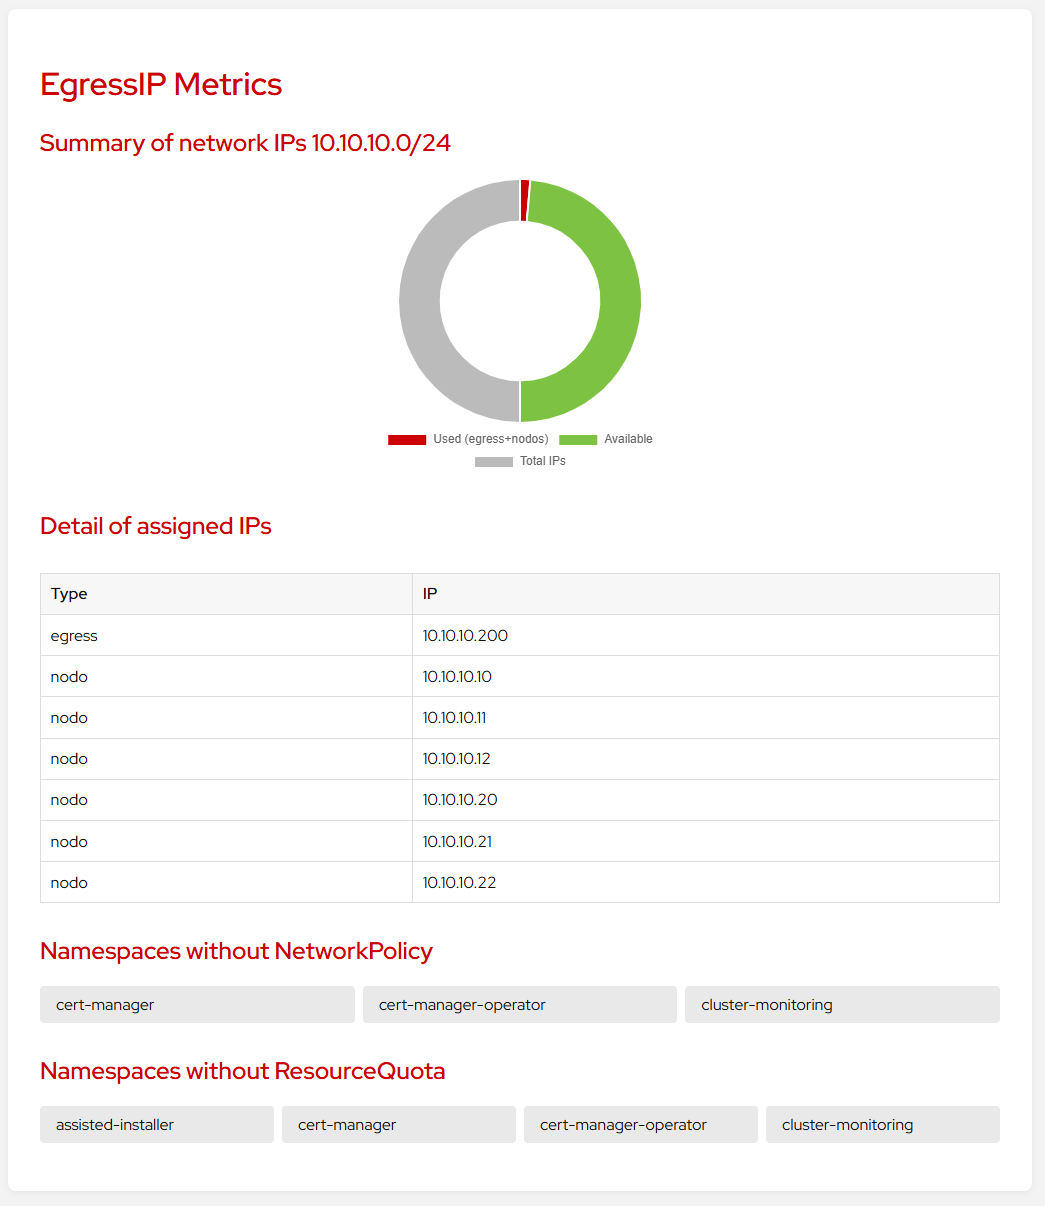 EgressIP Metrics
Summary of network IPs 10.10.10.0/24
Used (egress+nodos) Available
Total IPs
Detail of assigned IPs
Type IP
egress 10.10.10.200
nodo 10.10.10.10
nodo 10.10.10.11
nodo 10.10.10.12
nodo 10.10.10.20
nodo 10.10.10.21
nodo 10.10.10.22
Namespaces without NetworkPolicy
cert-manager cert-manager-operator cluster-monitoring
Namespaces without ResourceQuota
assisted-installer cert-manager cert-manager-operator cluster-monitoring